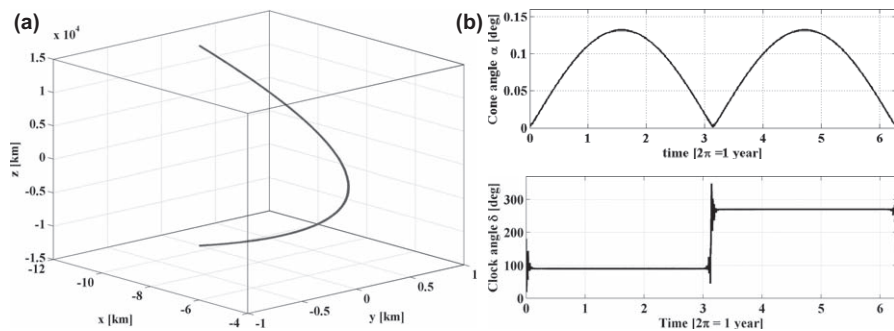 (a)
x 10⁴
1.5
1
0.5
0
-0.5
-1
-1.5
z [km]
-12
-10
-8
-6
-4
x [km]
-1
-0.5
0
0.5
1
y [km]
(b)
0.15
0.1
0.05
0
Cone angle α [deg]
0 1 2 3 4 5 6
time [2π =1 year]
300
200
100
0
Clock angle δ [deg]
0 1 2 3 4 5 6
Time [2π = 1 year]